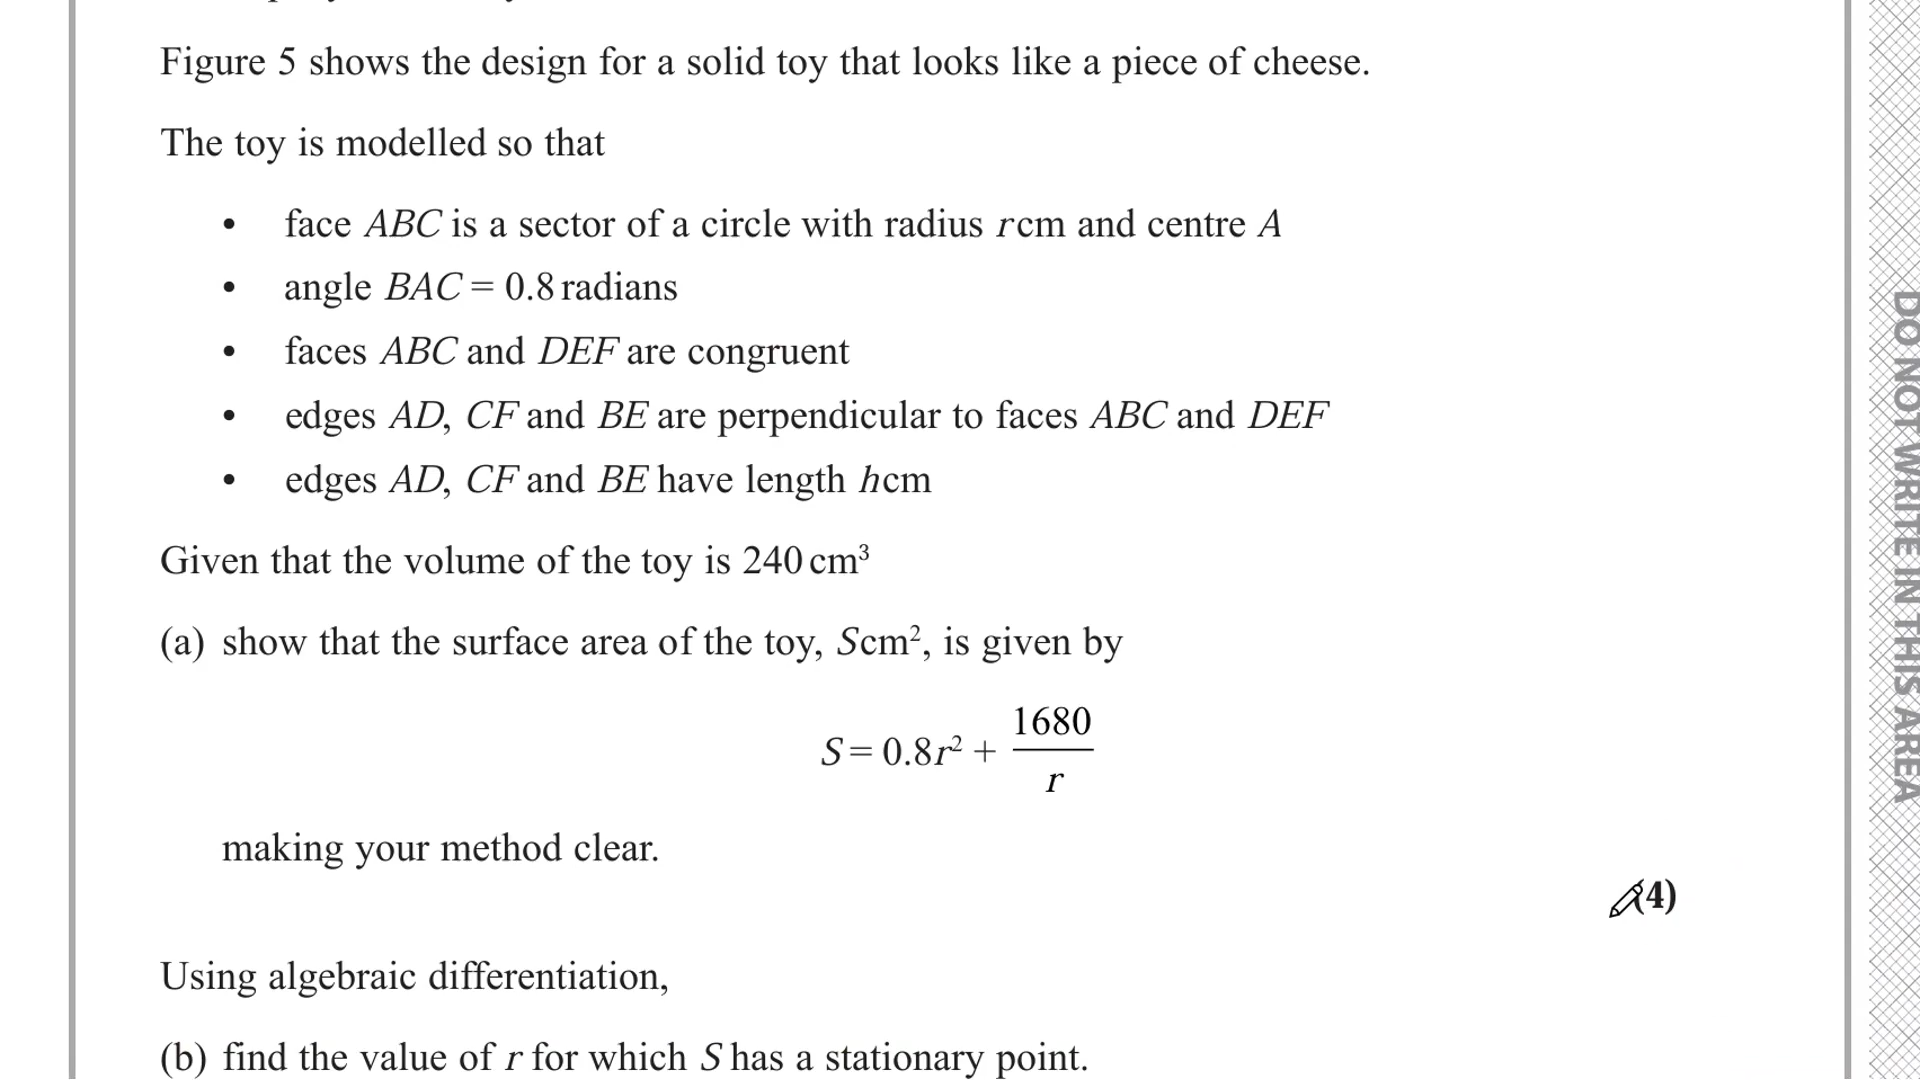 Figure 5 shows the design for a solid toy that looks like a piece of cheese.
The toy is modelled so that
• face ABC is a sector of a circle with radius r cm and centre A
• angle BAC = 0.8 radians
• faces ABC and DEF are congruent
• edges AD, CF and BE are perpendicular to faces ABC and DEF
• edges AD, CF and BE have length h cm
Given that the volume of the toy is 240 cm³
(a) show that the surface area of the toy, S cm², is given by
S = 0.8r² + 1680/r
making your method clear.
(4)
Using algebraic differentiation,
(b) find the value of r for which S has a stationary point.
DO NOT WRITE IN THIS AREA